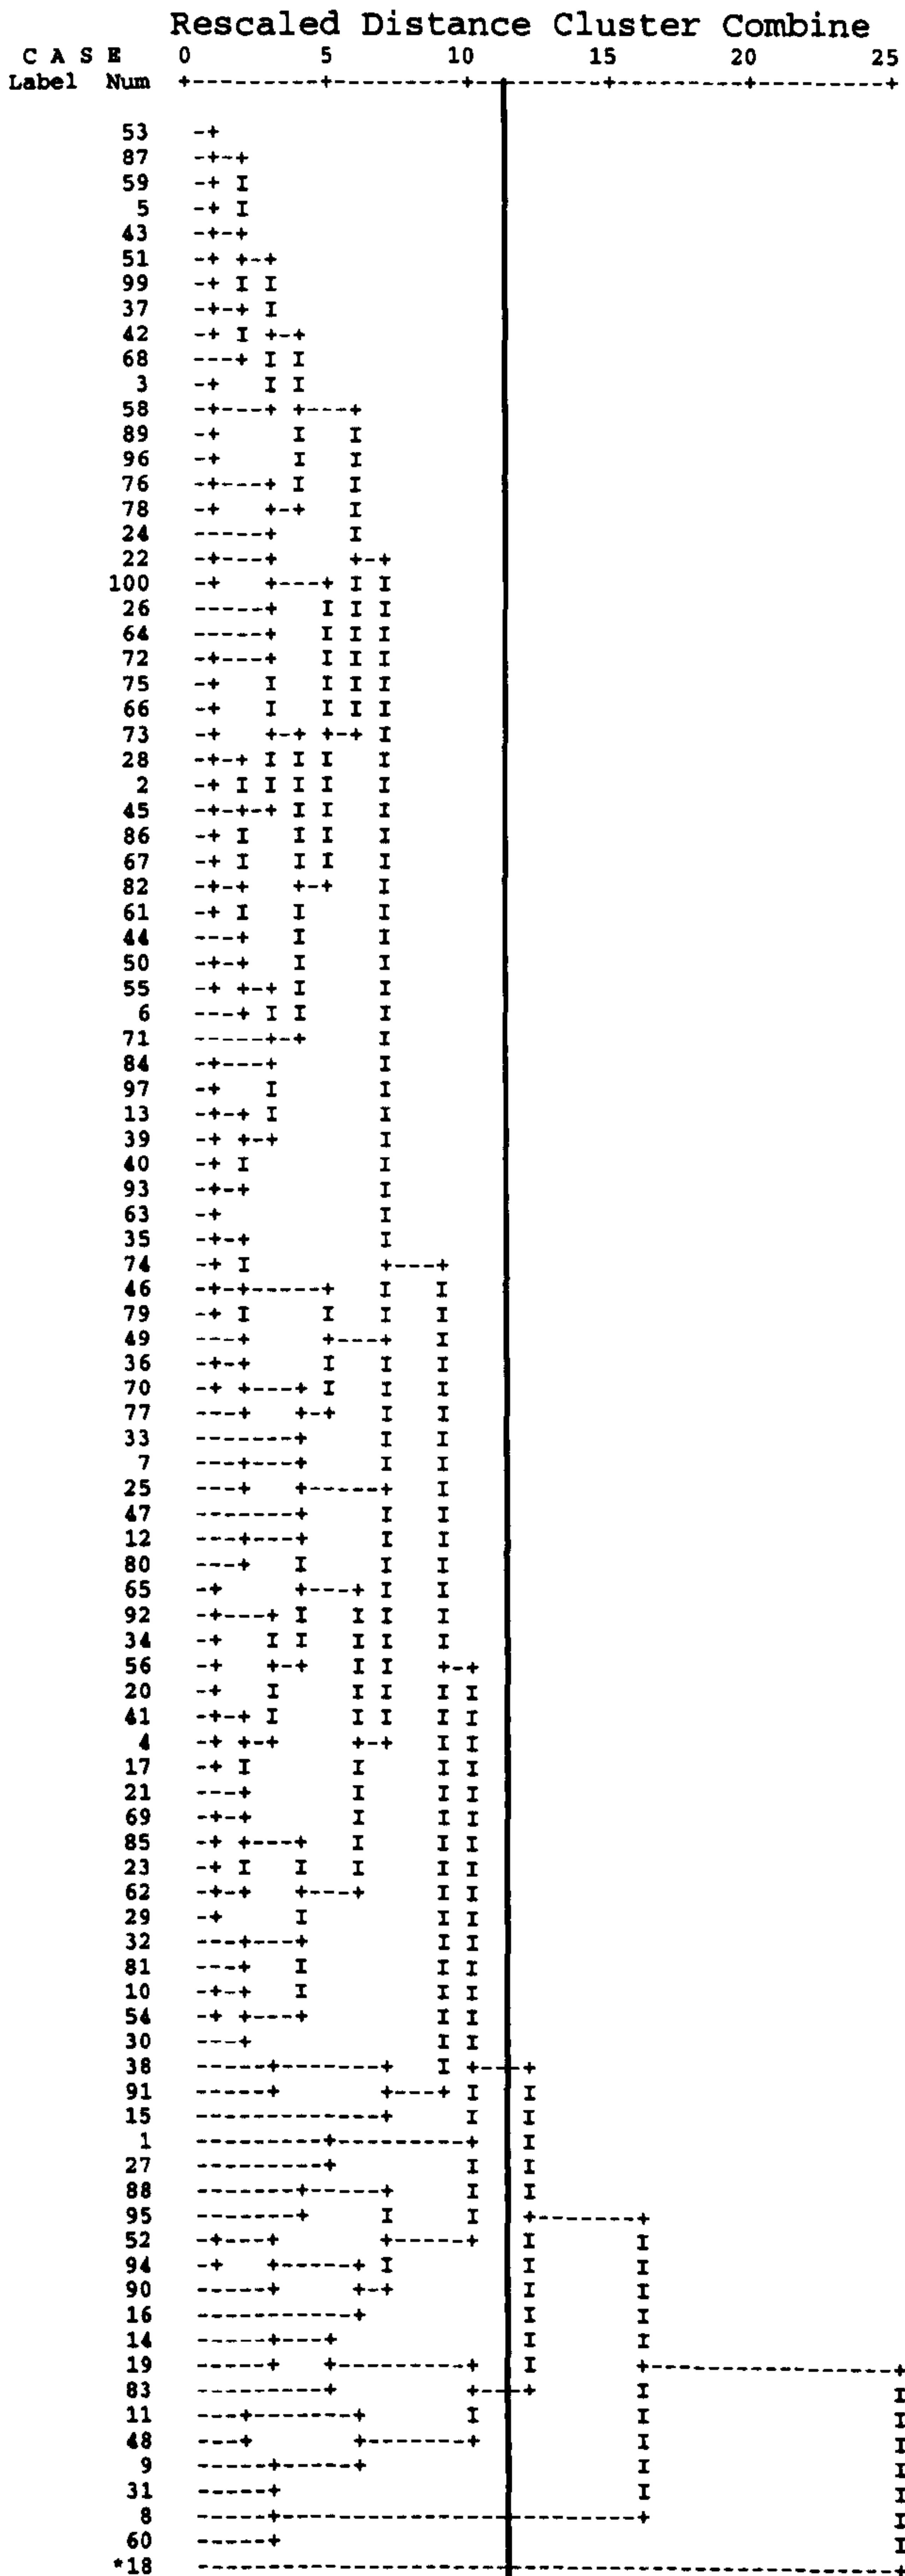 Rescaled Distance Cluster Combine
C A S E 0 5 10 15 20 25
Label Num +---------+---------+---------+---------+---------+
53 -+
87 -+-+
59 -+ I
5 -+ I
43 -+-+
51 -+ +-+
99 -+ I I
37 -+-+ I
42 -+ I +-+
68 ---+ I I
3 -+ I I
58 -+---+ +---+
89 -+ I I
96 -+ I I
76 -+---+ I I
78 -+ +-+ I
24 -----+ I
22 -+---+ +-+
100 -+ +---+ I I
26 -----+ I I I
64 -----+ I I I
72 -+---+ I I I
75 -+ I I I I
66 -+ I I I I
73 -+ +-+ +-+ I
28 -+-+ I I I I
2 -+ I I I I I
45 -+-+-+ I I I
86 -+ I I I I
67 -+ I I I I
82 -+-+ +-+ I
61 -+ I I I
44 ---+ I I
50 -+-+ I I
55 -+ +-+ I I
6 ---+ I I I
71 -----+-+ I
84 -+---+ I
97 -+ I I
13 -+-+ I I
39 -+ +-+ I
40 -+ I I
93 -+-+ I
63 -+ I
35 -+-+ I
74 -+ I +---+
46 -+-+-----+ I I
79 -+ I I I I
49 ---+ +---+ I
36 -+-+ I I I
70 -+ +---+ I I I
77 ---+ +-+ I I
33 -------+ I I
7 ---+---+ I I
25 ---+ +-----+ I
47 -------+ I I
12 ---+---+ I I
80 ---+ I I I
65 -+ +---+ I I
92 -+---+ I I I I
34 -+ I I I I I
56 -+ +-+ I I +-+
20 -+ I I I I I
41 -+-+ I I I I I
4 -+ +-+ +-+ I I
17 -+ I I I I
21 ---+ I I I
69 -+-+ I I I
85 -+ +---+ I I I
23 -+ I I I I I
62 -+-+ +---+ I I
29 -+ I I I
32 ---+---+ I I
81 ---+ I I I
10 -+-+ I I I
54 -+ +---+ I I
30 ---+ I I
38 -----+-------+ I +---+
91 -----+ +---+ I I
15 -------------+ I I
1 ---------+---------+ I
27 ---------+ I I
88 -------+-----+ I I
95 -------+ I I +-------+
52 -+---+ +-----+ I I
94 -+ +-----+ I I I
90 -----+ +-+ I I
16 -----------+ I I
14 -----+---+ I I
19 -----+ +---------+ I +-----------------+
83 ---------+ +---+ I I
11 ---+-------+ I I I
48 ---+ +-------+ I I
9 -----+-----+ I I
31 -----+ I I
8 -----+-------------------------+ I
60 -----+ I
*18 -------------------------------------------------+